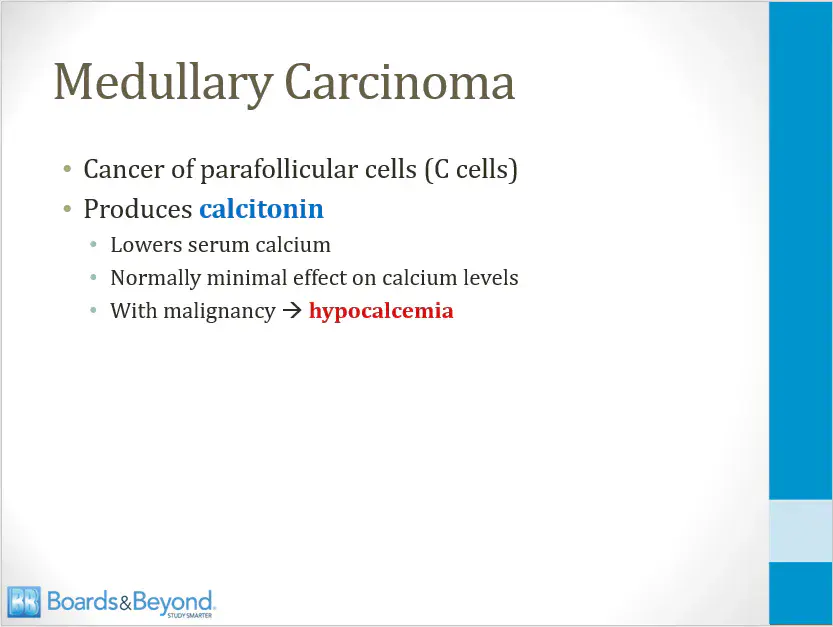 Medullary Carcinoma
• Cancer of parafollicular cells (C cells)
• Produces calcitonin
• Lowers serum calcium
• Normally minimal effect on calcium levels
• With malignancy → hypocalcemia
BB Boards&Beyond.
STUDY SMARTER